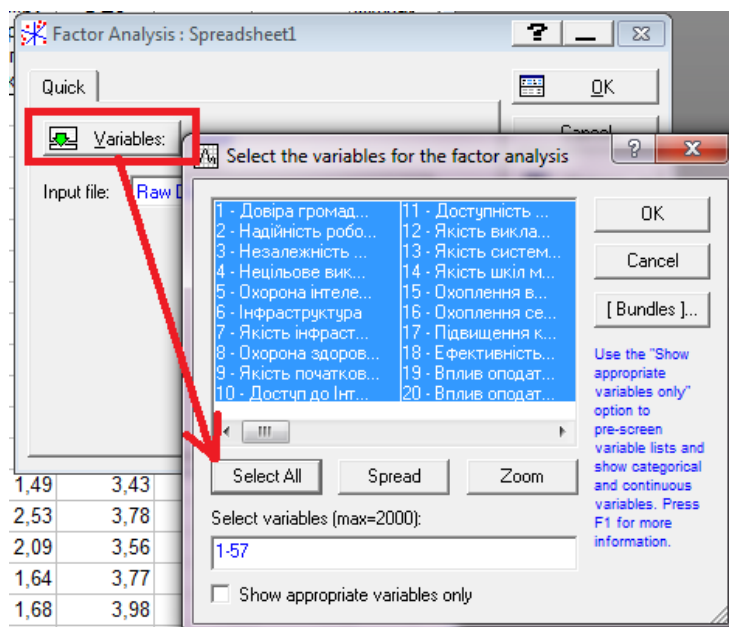 Factor Analysis : Spreadsheet1
Quick
OK
Cancel
Variables:
Input file: Raw D
Select the variables for the factor analysis
1 - Довіра громад...
2 - Надійність робо...
3 - Незалежність ...
4 - Нецільове вик...
5 - Охорона інтеле...
6 - Інфраструктура
7 - Якість інфраст...
8 - Охорона здоров...
9 - Якість початков...
10 - Доступ до Інт...
11 - Доступність ...
12 - Якість викла...
13 - Якість систем...
14 - Якість шкіл м...
15 - Охоплення в...
16 - Охоплення се...
17 - Підвищення к...
18 - Ефективність...
19 - Вплив оподат...
20 - Вплив оподат...
OK
Cancel
[ Bundles ]...
Use the "Show
appropriate
variables only"
option to
pre-screen
variable lists and
show categorical
and continuous
variables. Press
F1 for more
information.
Select All
Spread
Zoom
Select variables (max=2000):
1-57
Show appropriate variables only
1,49 3,43
2,53 3,78
2,09 3,56
1,64 3,77
1,68 3,98